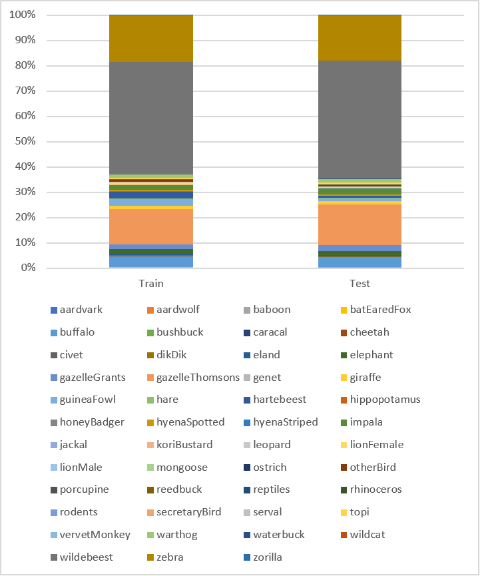 100%
90%
80%
70%
60%
50%
40%
30%
20%
10%
0%
Train Test
aardvark aardwolf baboon batEaredFox
buffalo bushbuck caracal cheetah
civet dikDik eland elephant
gazelleGrants gazelleThomsons genet giraffe
guineaFowl hare hartebeest hippopotamus
honeyBadger hyenaSpotted hyenaStriped impala
jackal koriBustard leopard lionFemale
lionMale mongoose ostrich otherBird
porcupine reedbuck reptiles rhinoceros
rodents secretaryBird serval topi
vervetMonkey warthog waterbuck wildcat
wildebeest zebra zorilla